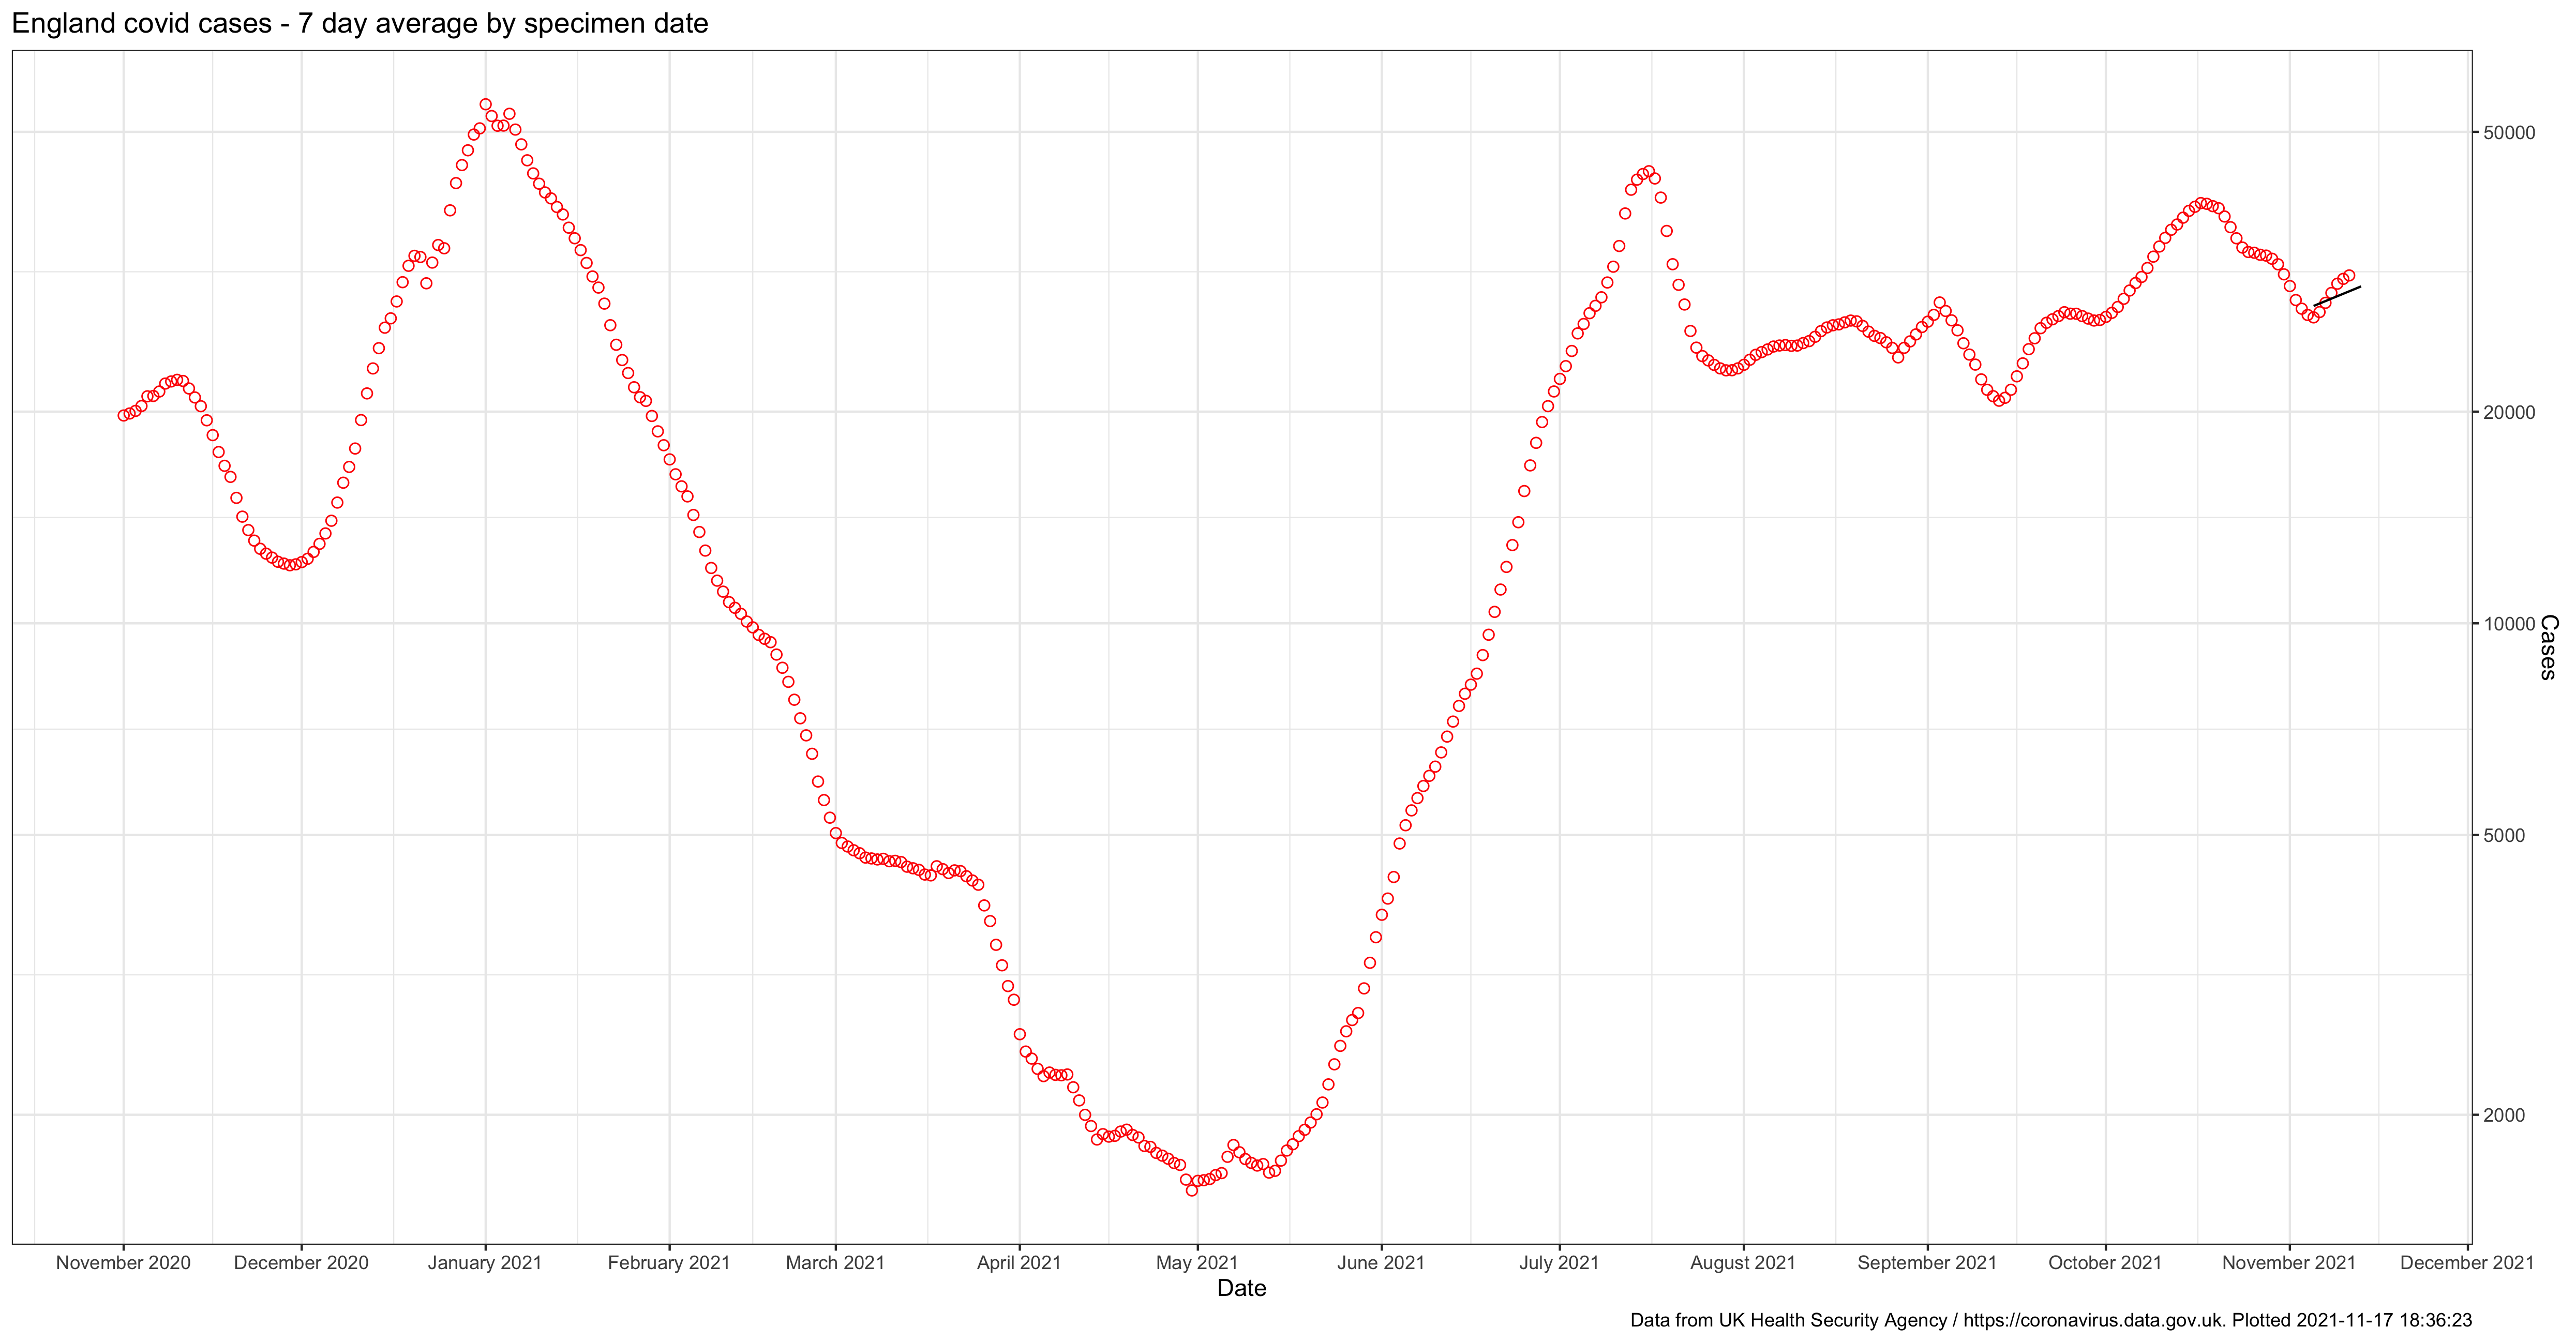 England covid cases - 7 day average by specimen date
50000
20000
10000
5000
2000
Cases
November 2020 December 2020 January 2021 February 2021 March 2021 April 2021 May 2021 June 2021 July 2021 August 2021 September 2021 October 2021 November 2021 December 2021
Date
Data from UK Health Security Agency / https://coronavirus.data.gov.uk. Plotted 2021-11-17 18:36:23